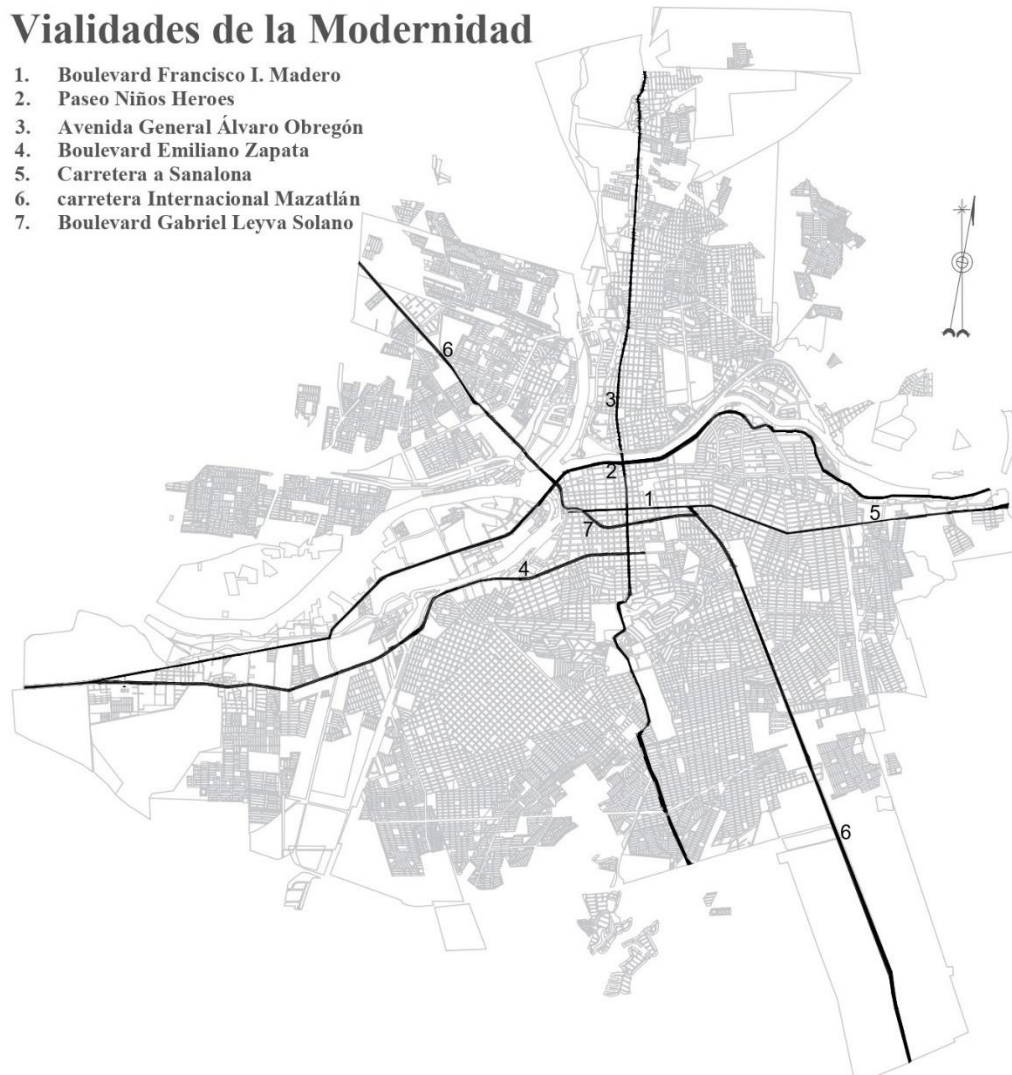 Vialidades de la Modernidad
1. Boulevard Francisco I. Madero
2. Paseo Niños Heroes
3. Avenida General Álvaro Obregón
4. Boulevard Emiliano Zapata
5. Carretera a Sanalona
6. carretera Internacional Mazatlán
7. Boulevard Gabriel Leyva Solano
6
3
2
1
5
7
4
6